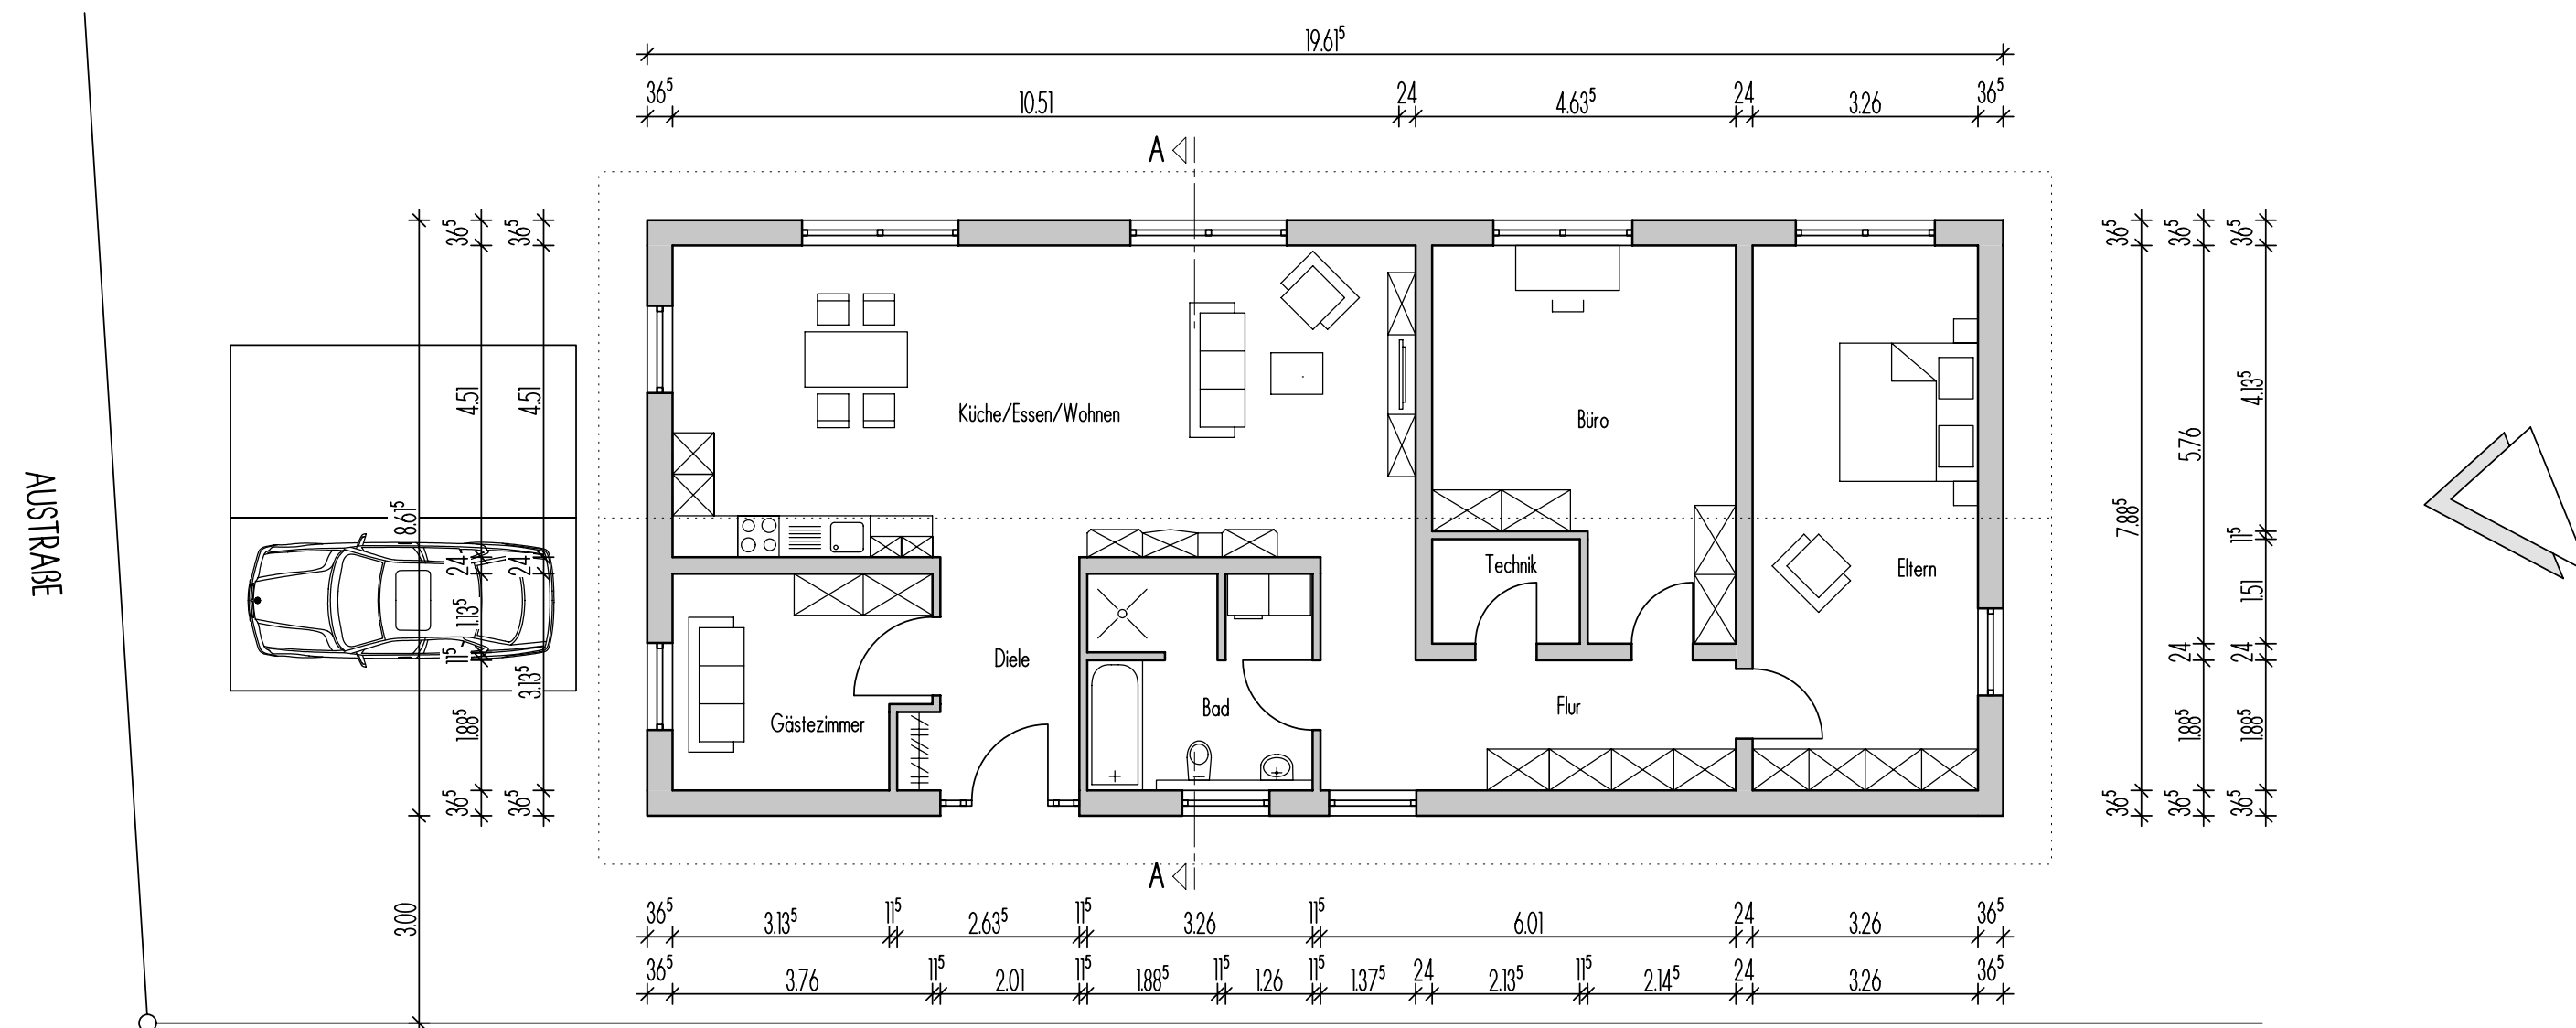 19.61⁵
36⁵ 10.51 24 4.63⁵ 24 3.26 36⁵
A
AUSTRAßE
36⁵ 36⁵
4.51 4.51
8.61⁵
24 24
1.13⁵
11⁵
3.13⁵
1.88⁵
36⁵ 36⁵
3.00
Küche/Essen/Wohnen
Büro
Technik
Eltern
Diele
Gästezimmer
Bad
Flur
36⁵ 36⁵ 36⁵
4.13⁵
5.76
7.88⁵
11⁵
1.51
24 24
1.88⁵ 1.88⁵
36⁵ 36⁵ 36⁵
A
36⁵ 3.13⁵ 11⁵ 2.63⁵ 11⁵ 3.26 11⁵ 6.01 24 3.26 36⁵
36⁵ 3.76 11⁵ 2.01 11⁵ 1.88⁵ 11⁵ 1.26 11⁵ 1.37⁵ 24 2.13⁵ 11⁵ 2.14⁵ 24 3.26 36⁵